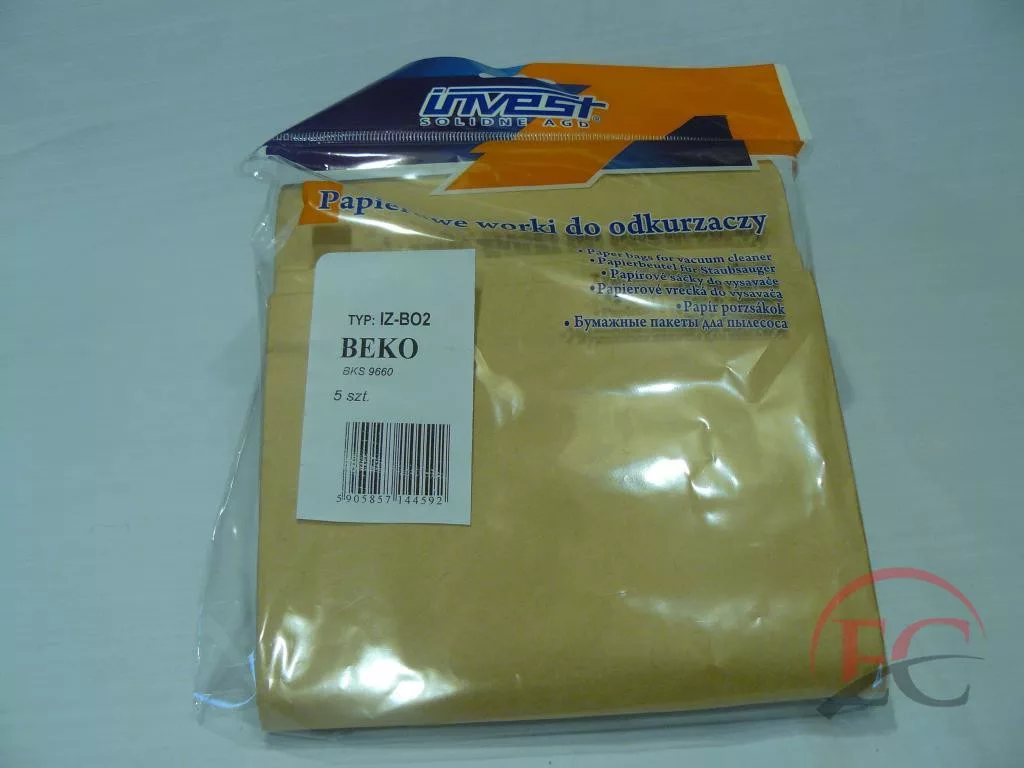 invest®
SOLIDNE AGD
Papierowe worki do odkurzaczy
• Paper bags for vacuum cleaner
• Papierbeutel für Staubsauger
• Papírové sáčky do vysavače
• Papierové vrecká do vysávača
• Papír porzsákok
• Бумажные пакеты для пылесоса
TYP: IZ-BO2
BEKO
BKS 9660
5 szt.
5 905857 144592
EC